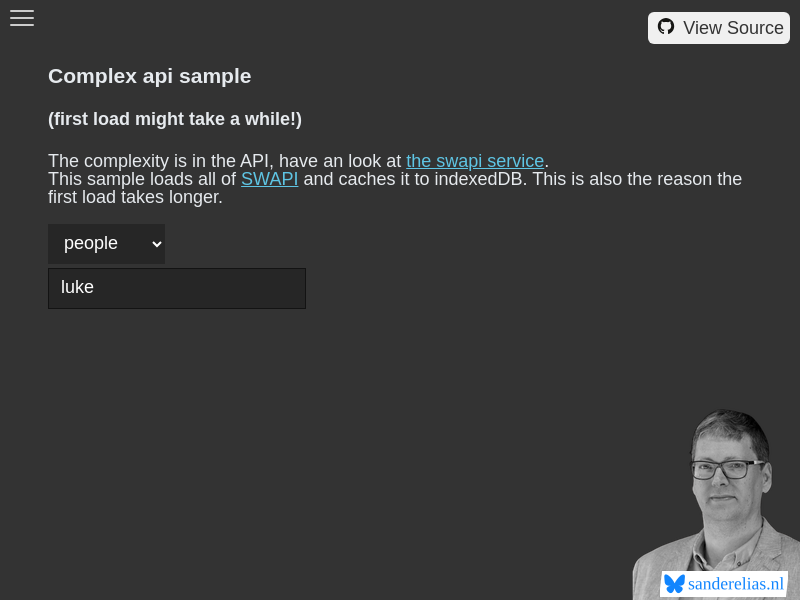 View Source
Complex api sample
(first load might take a while!)
The complexity is in the API, have an look at the swapi service.
This sample loads all of SWAPI and caches it to indexedDB. This is also the reason the
first load takes longer.
people
luke
sanderelias.nl